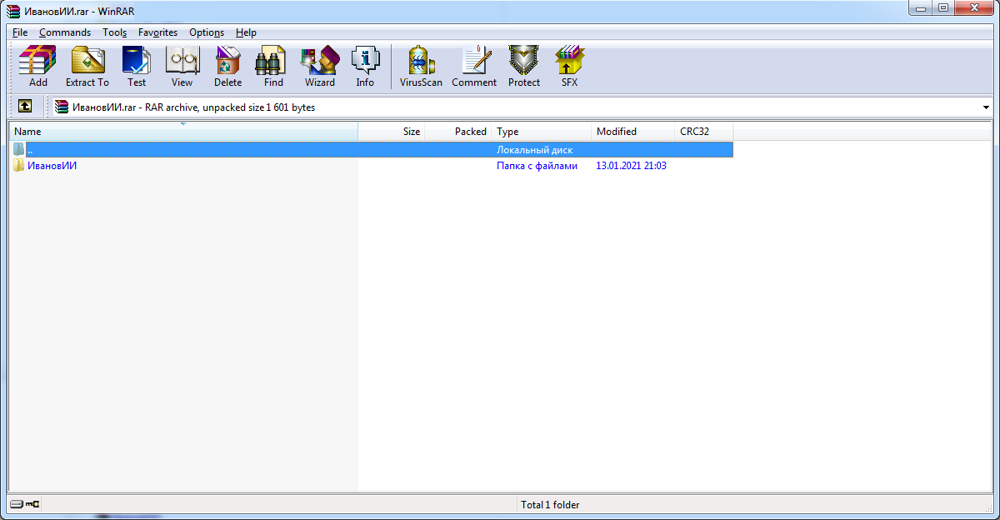 ИвановИИ.rar - WinRAR
File Commands Tools Favorites Options Help
Add Extract To Test View Delete Find Wizard Info VirusScan Comment Protect SFX
ИвановИИ.rar - RAR archive, unpacked size 1 601 bytes
Name Size Packed Type Modified CRC32
.. Локальный диск
ИвановИИ Папка с файлами 13.01.2021 21:03
Total 1 folder